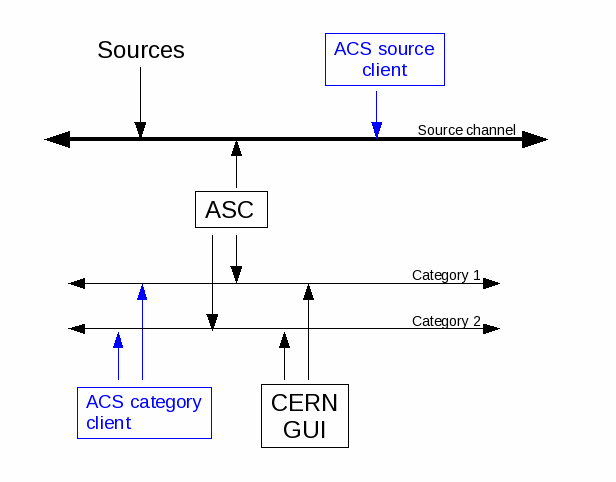 Sources
ACS source
client
Source channel
ASC
Category 1
Category 2
ACS category
client
CERN
GUI